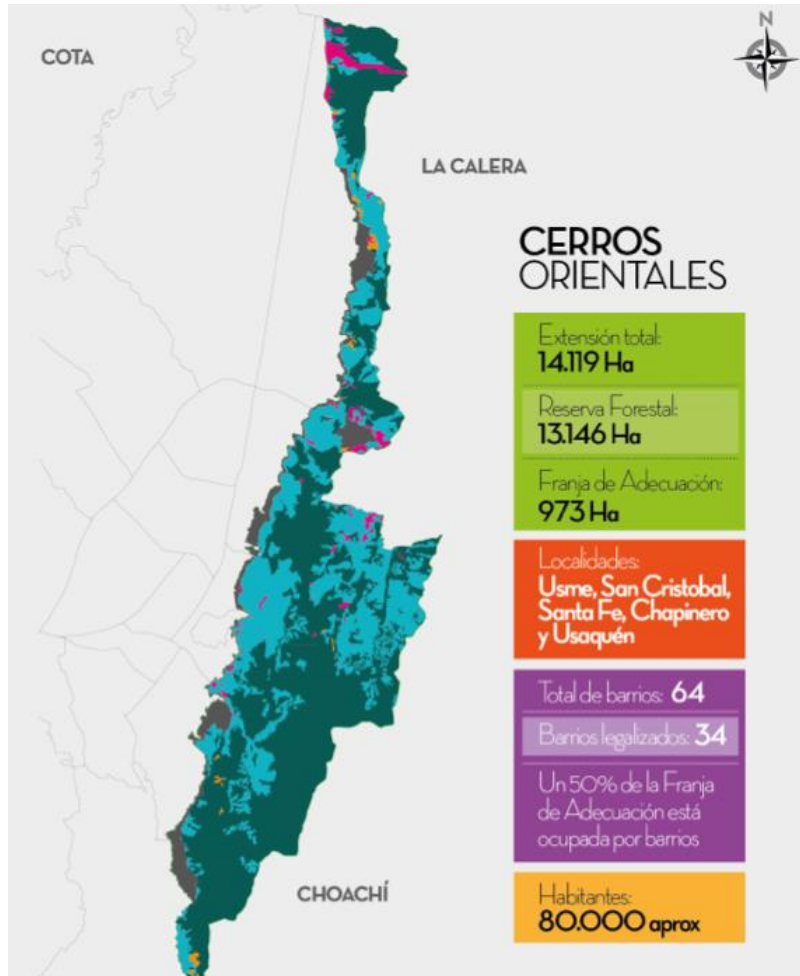 N
COTA
LA CALERA
CERROS
ORIENTALES
Extensión total:
14.119 Ha
Reserva Forestal:
13.146 Ha
Franja de Adecuación:
973 Ha
Localidades:
Usme, San Cristobal,
Santa Fe, Chapinero
y Usaquén
Total de barrios: 64
Barrios legalizados: 34
Un 50% de la Franja
de Adecuación está
ocupada por barrios
CHOACHÍ
Habitantes:
80.000 aprox